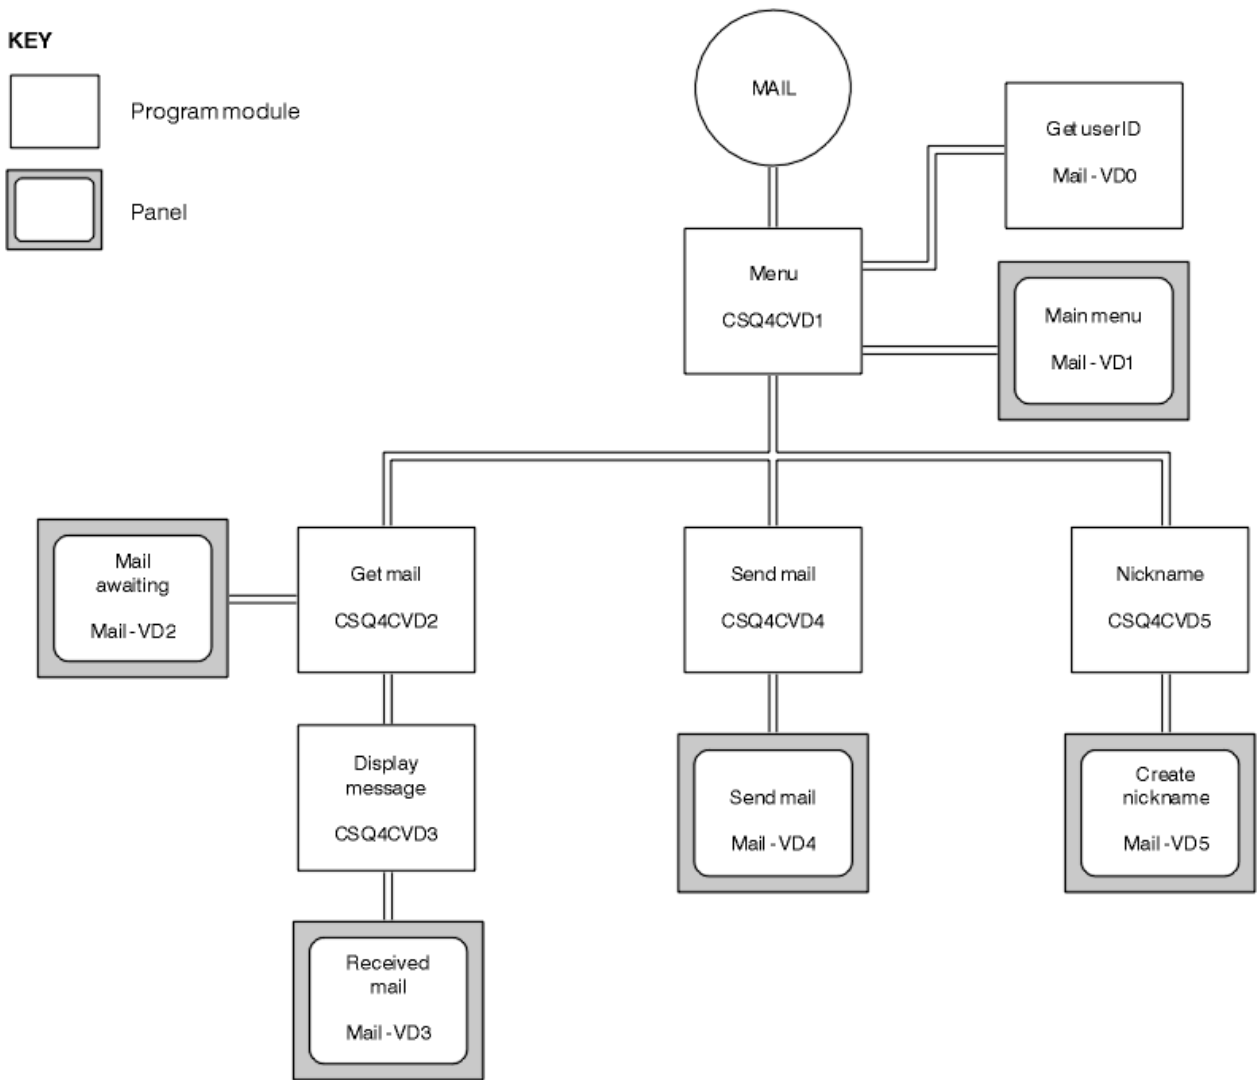 KEY
Program module
Panel
MAIL
Get userID
Mail - VD0
Menu
CSQ4CVD1
Main menu
Mail - VD1
Mail
awaiting
Mail - VD2
Get mail
CSQ4CVD2
Send mail
CSQ4CVD4
Nickname
CSQ4CVD5
Display
message
CSQ4CVD3
Send mail
Mail - VD4
Create
nickname
Mail - VD5
Received
mail
Mail - VD3